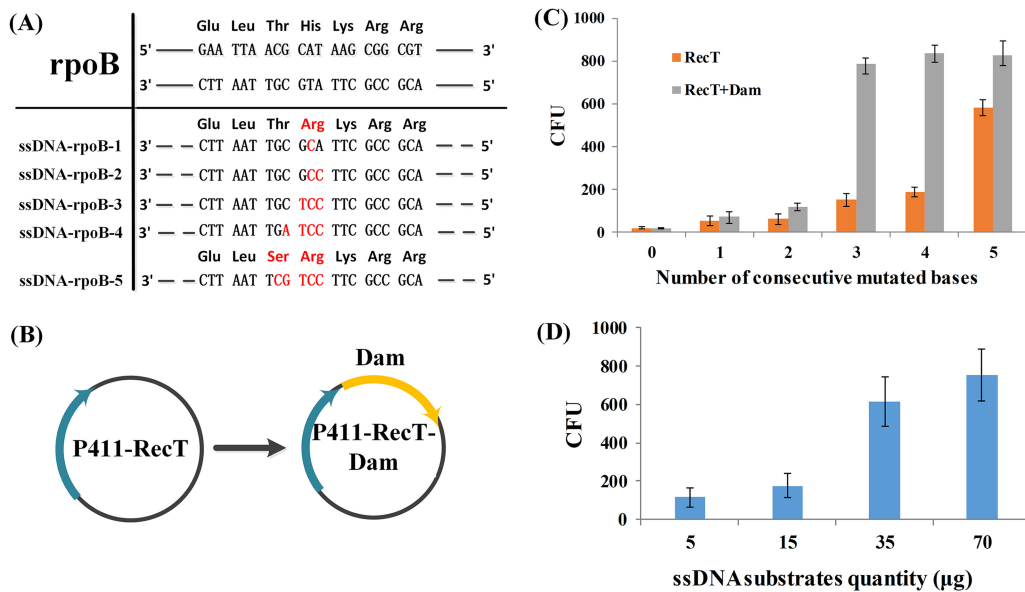 (A)
Glu Leu Thr His Lys Arg Arg
rpoB
5' GAA TTA ACG CAT AAG CGG CGT 3'
3' CTT AAT TGC GTA TTC GCC GCA 5'
Glu Leu Thr Arg Lys Arg Arg
ssDNA-rpoB-1 3' CTT AAT TGC GCA TTC GCC GCA 5'
ssDNA-rpoB-2 3' CTT AAT TGC GCC TTC GCC GCA 5'
ssDNA-rpoB-3 3' CTT AAT TGC TCC TTC GCC GCA 5'
ssDNA-rpoB-4 3' CTT AAT TGA TCC TTC GCC GCA 5'
Glu Leu Ser Arg Lys Arg Arg
ssDNA-rpoB-5 3' CTT AAT TCG TCC TTC GCC GCA 5'
(B)
P411-RecT
Dam
P411-RecT-
Dam
(C)
CFU
1000
800
600
400
200
0
RecT
RecT+Dam
0 1 2 3 4 5
Number of consecutive mutated bases
(D)
CFU
1000
800
600
400
200
0
5 15 35 70
ssDNA substrates quantity (μg)